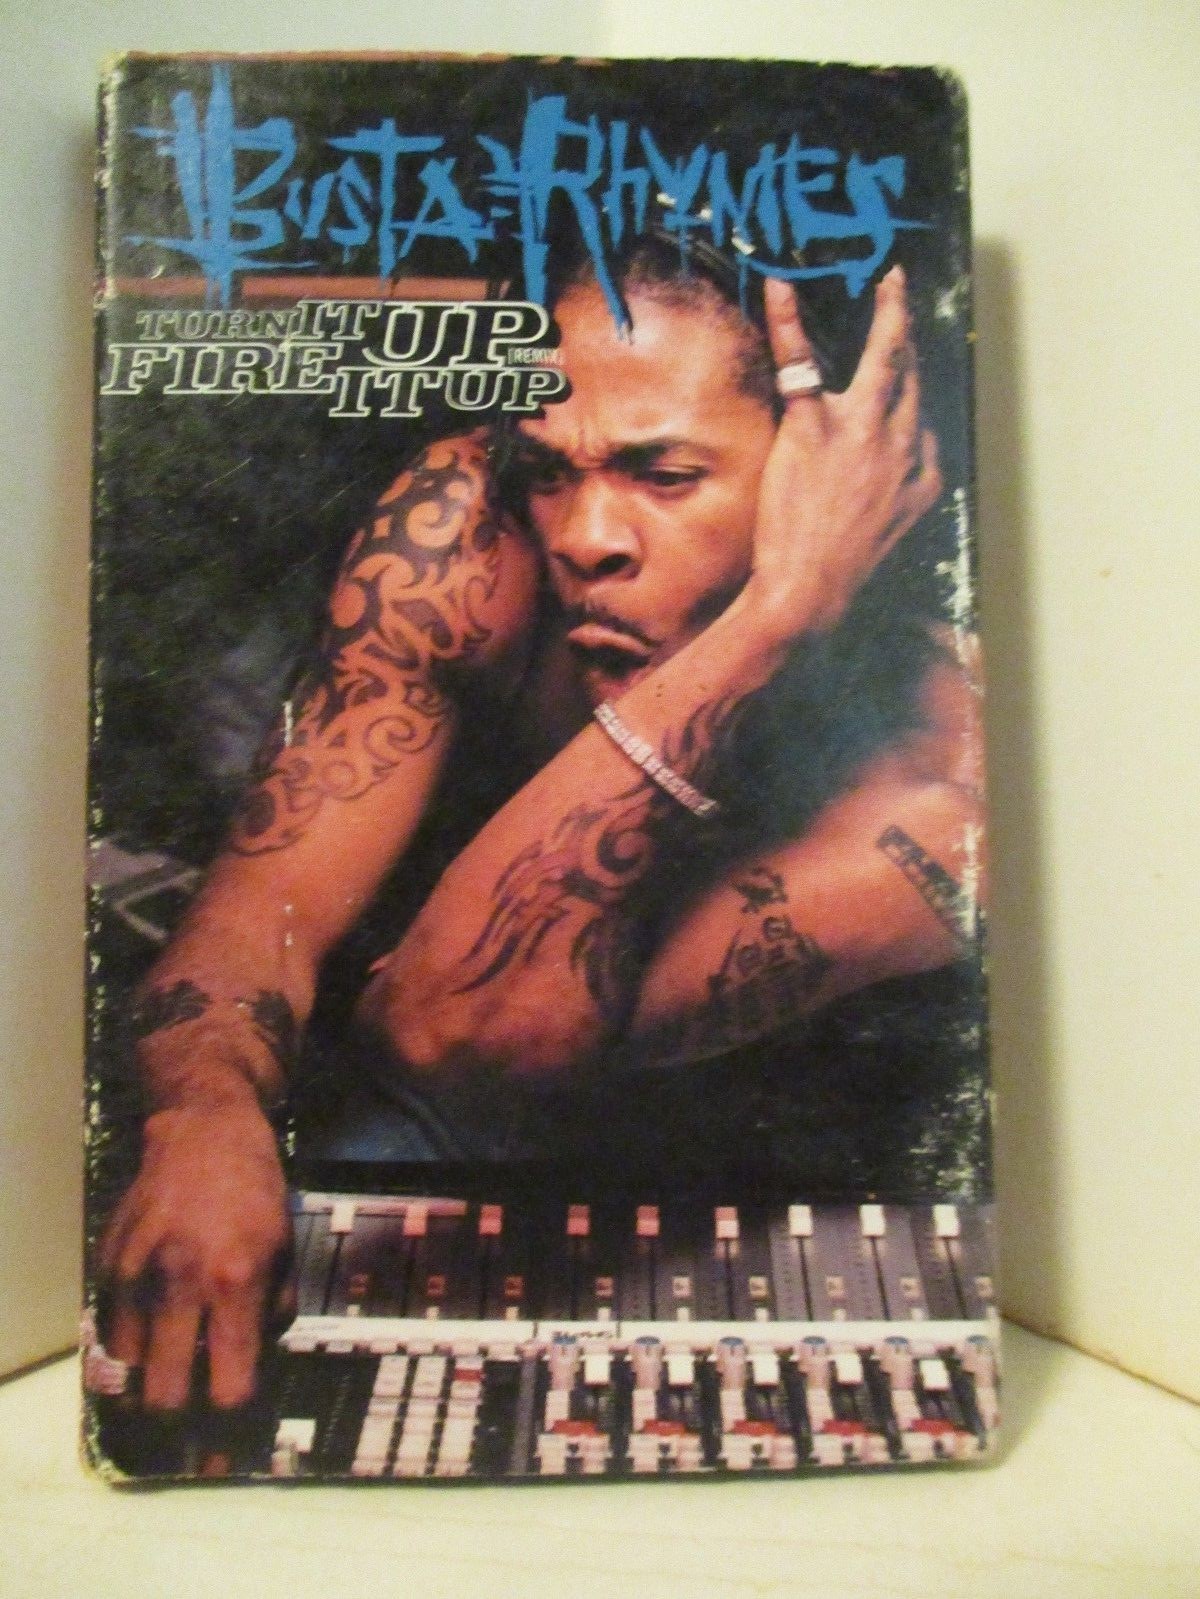 BUSTA RHYMES
TURN IT UP [REMIX]
FIRE IT UP